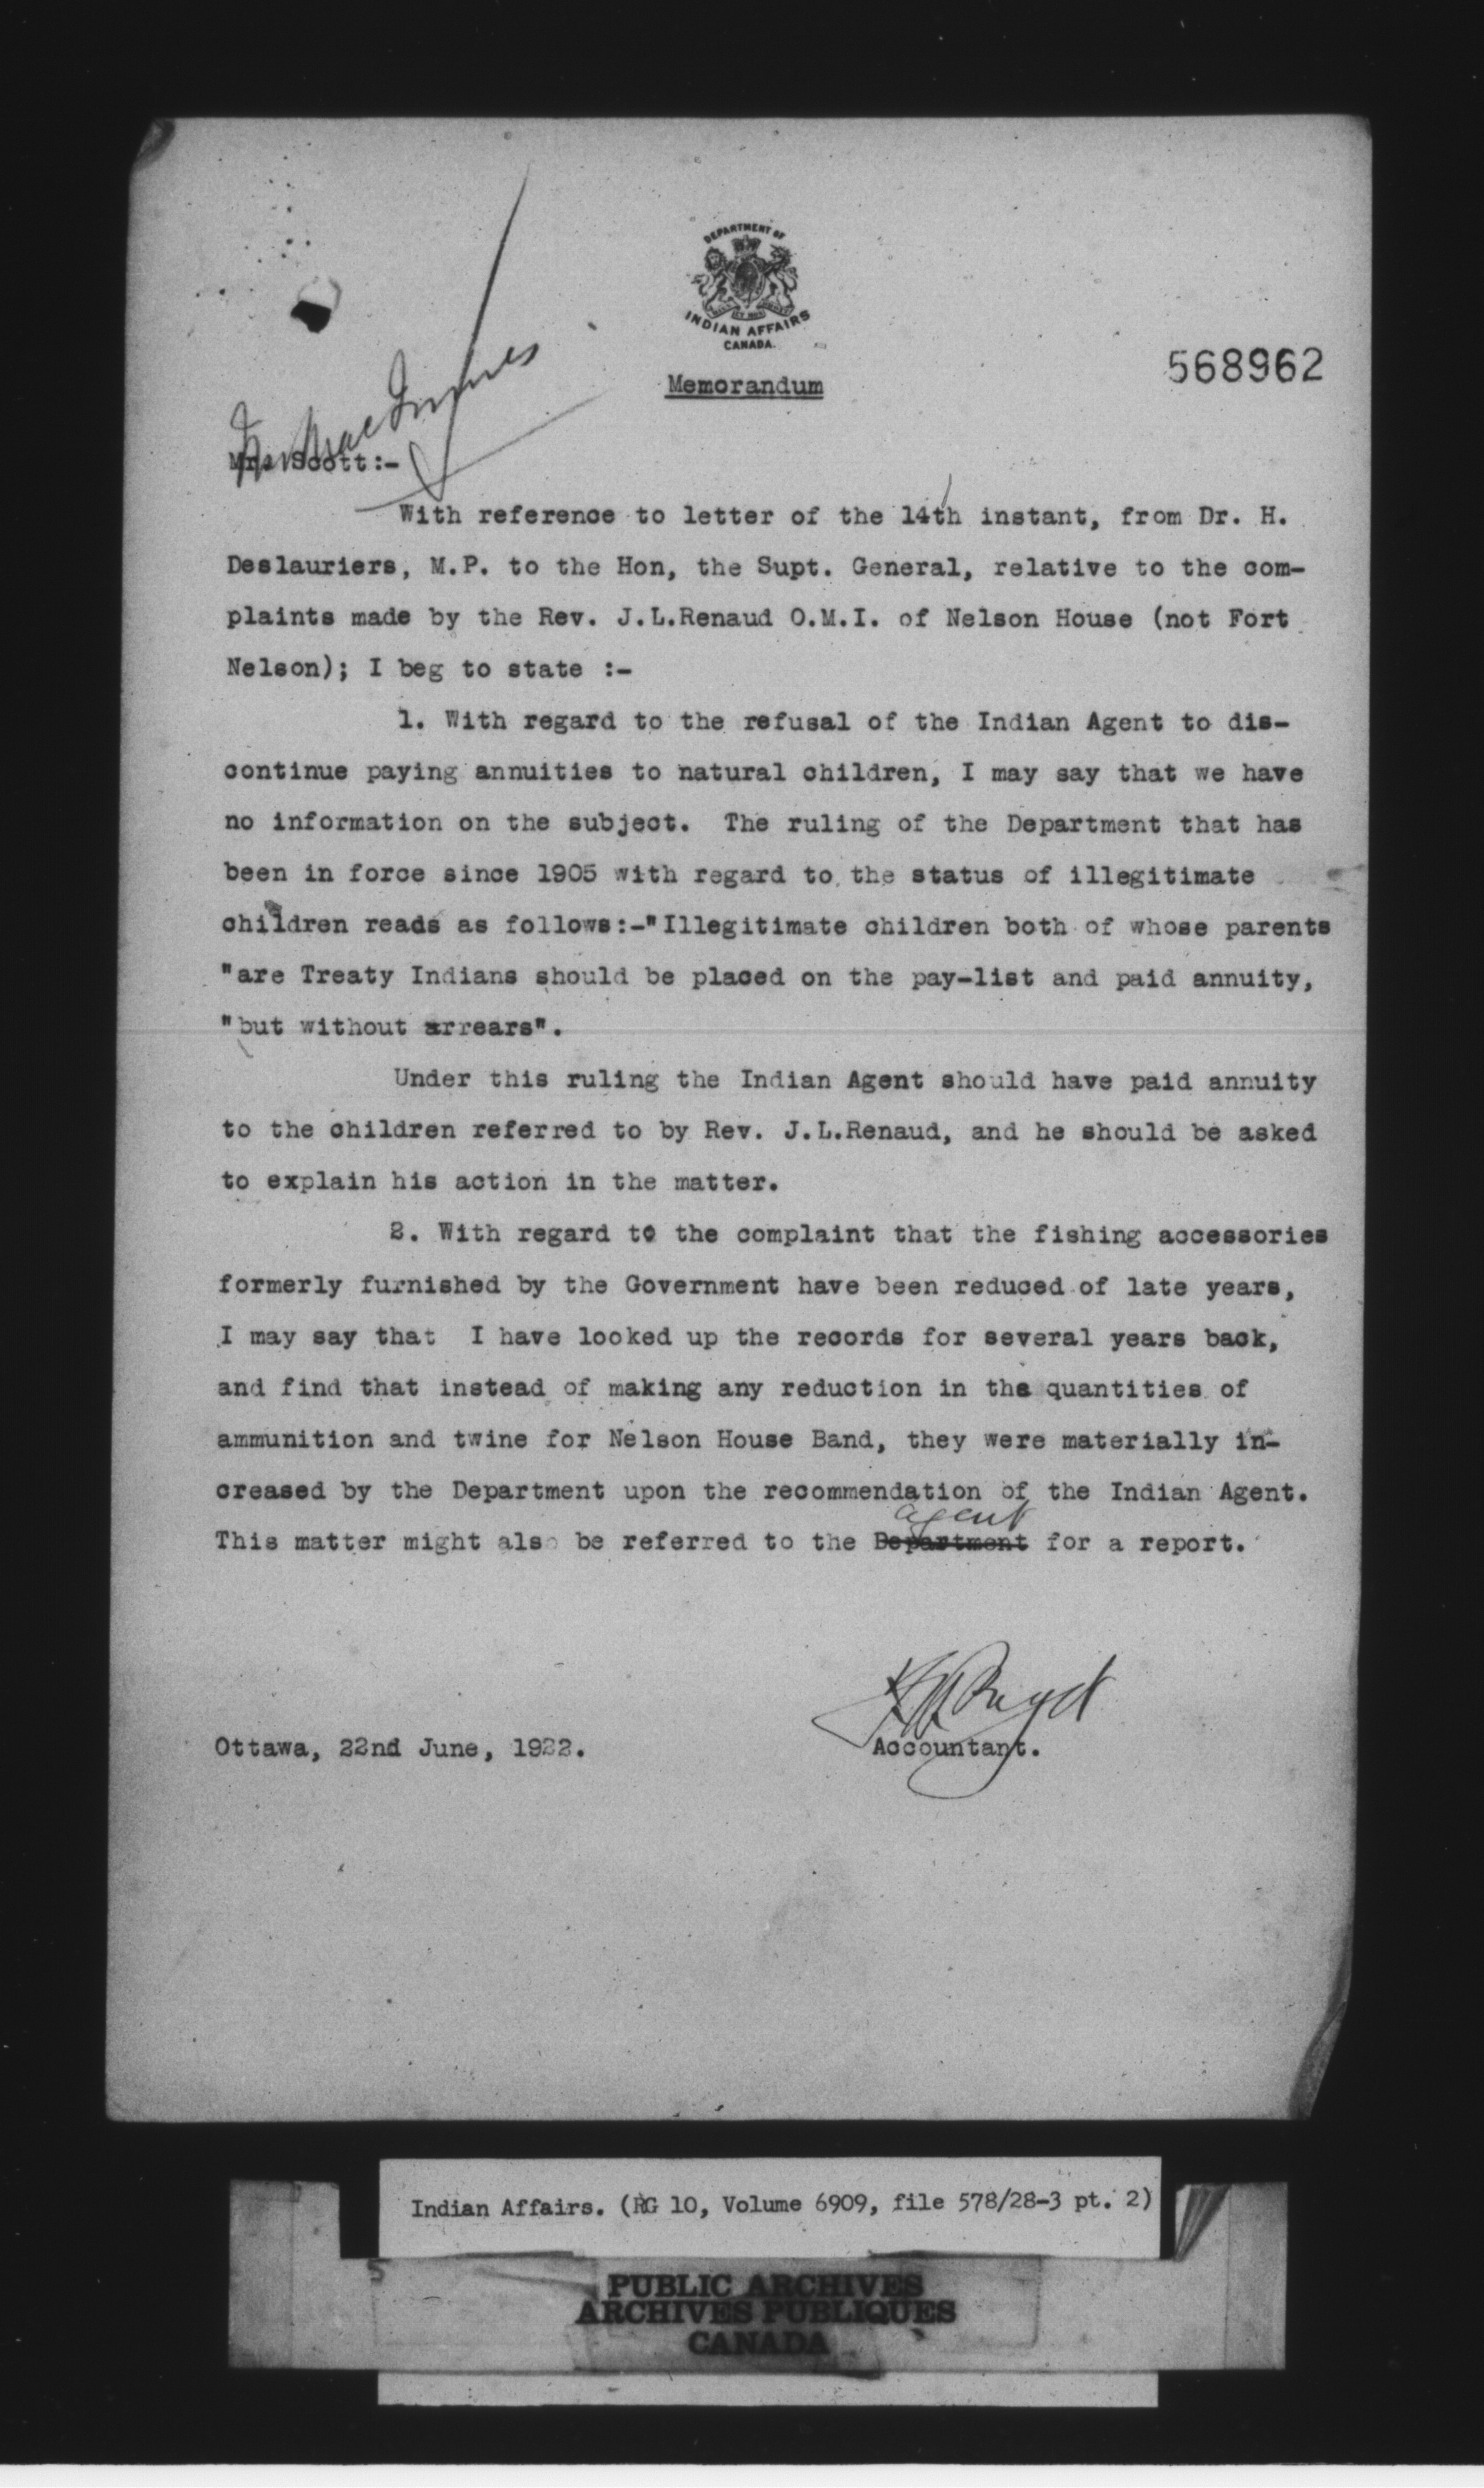 DEPARTMENT OF
INDIAN AFFAIRS
CANADA.
568962
Memorandum
Mr. Scott:-
With reference to letter of the 14th instant, from Dr. H.
Deslauriers, M.P. to the Hon, the Supt. General, relative to the com-
plaints made by the Rev. J.L.Renaud O.M.I. of Nelson House (not Fort
Nelson); I beg to state :-
1. With regard to the refusal of the Indian Agent to dis-
continue paying annuities to natural children, I may say that we have
no information on the subject. The ruling of the Department that has
been in force since 1905 with regard to the status of illegitimate
children reads as follows:-"Illegitimate children both of whose parents
"are Treaty Indians should be placed on the pay-list and paid annuity,
"but without arrears".
Under this ruling the Indian Agent should have paid annuity
to the children referred to by Rev. J.L.Renaud, and he should be asked
to explain his action in the matter.
2. With regard to the complaint that the fishing accessories
formerly furnished by the Government have been reduced of late years,
I may say that I have looked up the records for several years back,
and find that instead of making any reduction in the quantities of
ammunition and twine for Nelson House Band, they were materially in-
creased by the Department upon the recommendation of the Indian Agent.
agent
This matter might also be referred to the Department for a report.
Ottawa, 22nd June, 1922.
Accountant.
Indian Affairs. (RG 10, Volume 6909, file 578/28-3 pt. 2)
5
PUBLIC ARCHIVES
ARCHIVES PUBLIQUES
CANADA